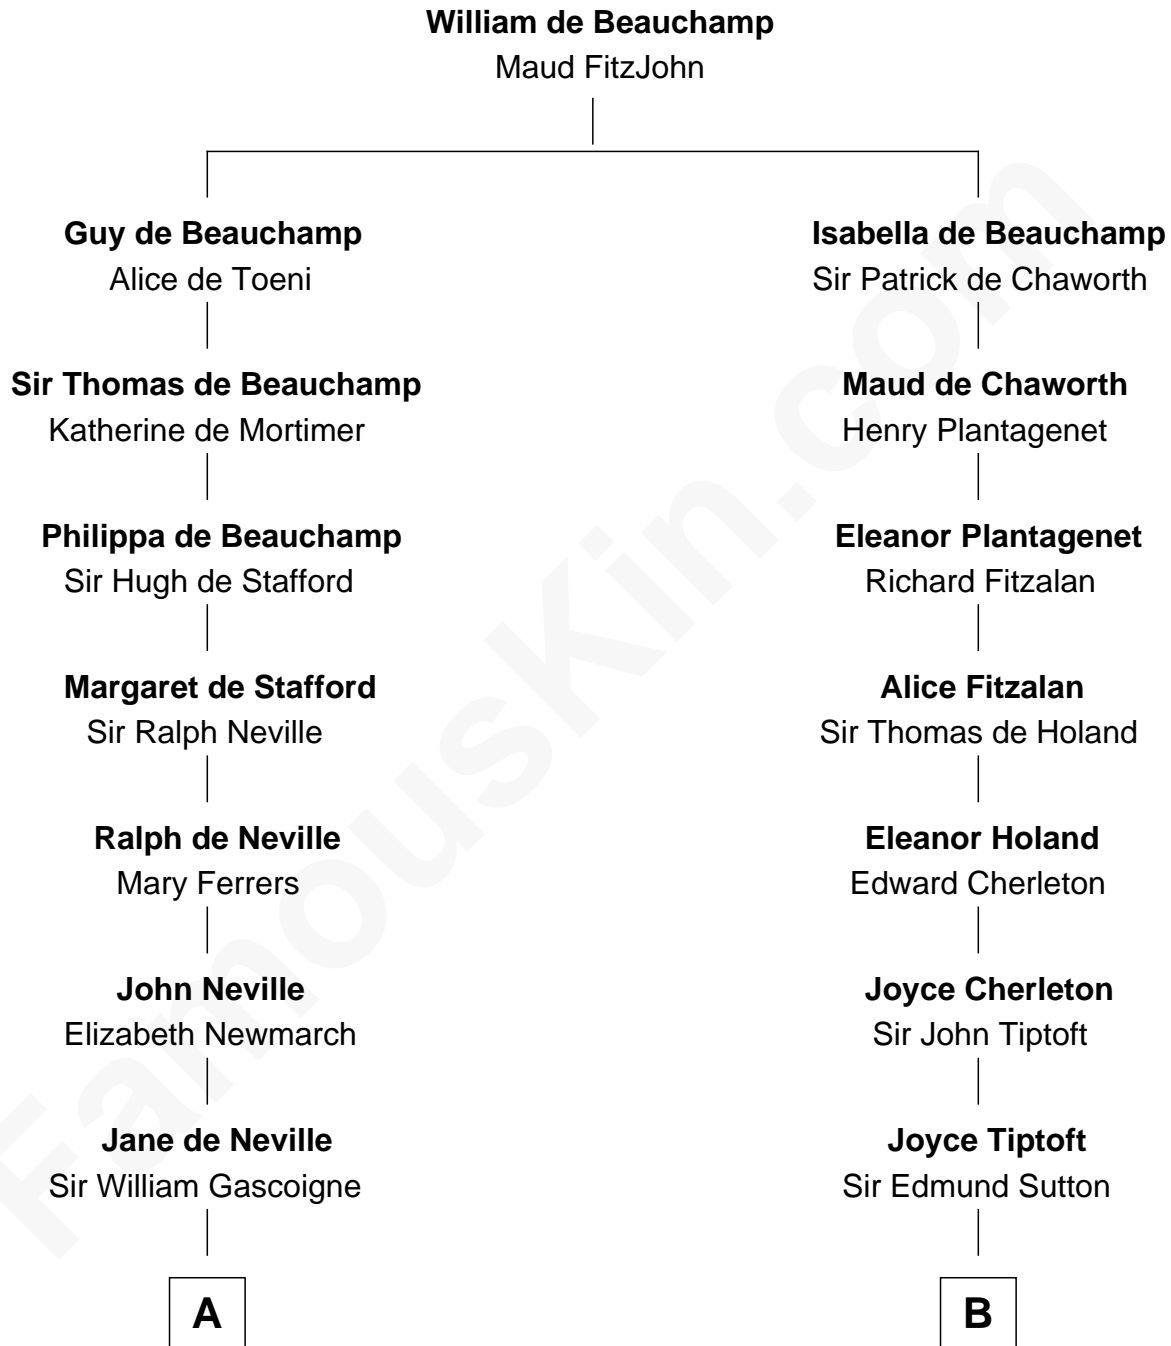 William de Beauchamp
Maud FitzJohn
Guy de Beauchamp
Alice de Toeni
Isabella de Beauchamp
Sir Patrick de Chaworth
Sir Thomas de Beauchamp
Katherine de Mortimer
Maud de Chaworth
Henry Plantagenet
Philippa de Beauchamp
Sir Hugh de Stafford
Eleanor Plantagenet
Richard Fitzalan
Margaret de Stafford
Sir Ralph Neville
Alice Fitzalan
Sir Thomas de Holand
Ralph de Neville
Mary Ferrers
Eleanor Holand
Edward Cherleton
John Neville
Elizabeth Newmarch
Joyce Cherleton
Sir John Tiptoft
Jane de Neville
Sir William Gascoigne
Joyce Tiptoft
Sir Edmund Sutton
A
B
FamousKin.com